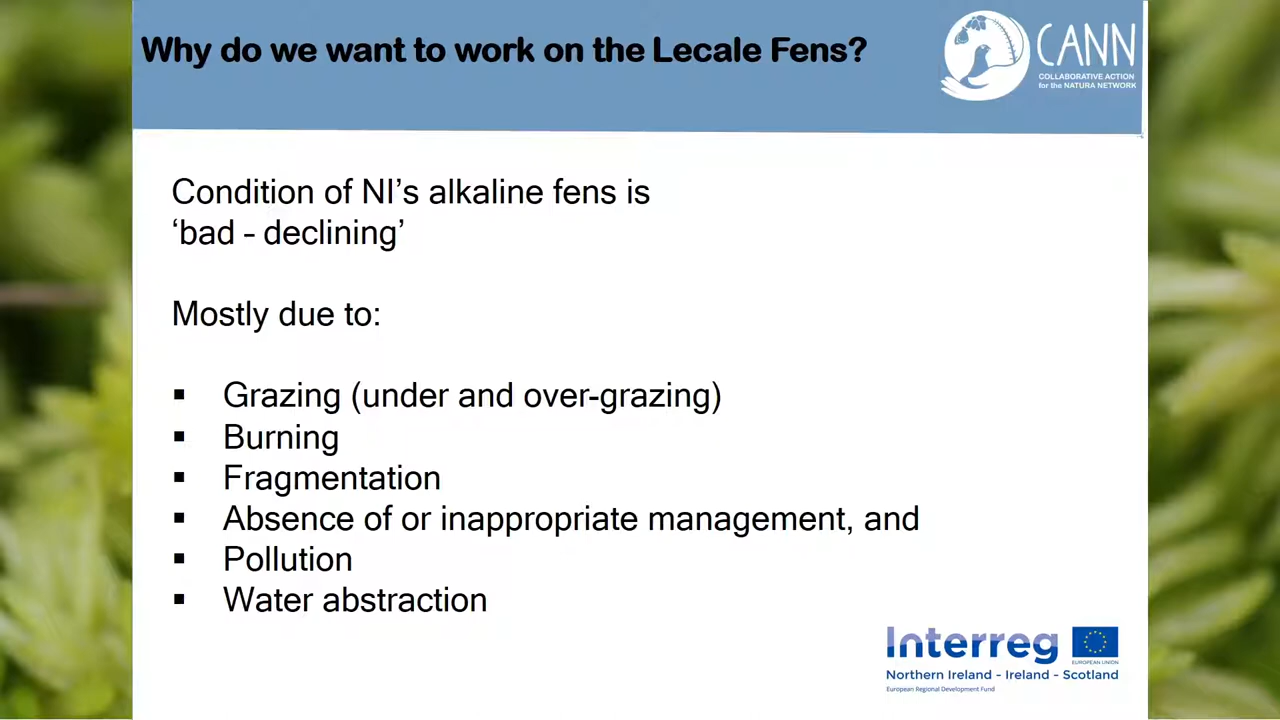 Why do we want to work on the Lecale Fens?
CANN
COLLABORATIVE ACTION
for the NATURA NETWORK
Condition of NI’s alkaline fens is
‘bad – declining’
Mostly due to:
▪ Grazing (under and over-grazing)
▪ Burning
▪ Fragmentation
▪ Absence of or inappropriate management, and
▪ Pollution
▪ Water abstraction
Interreg
EUROPEAN UNION
Northern Ireland - Ireland - Scotland
European Regional Development Fund